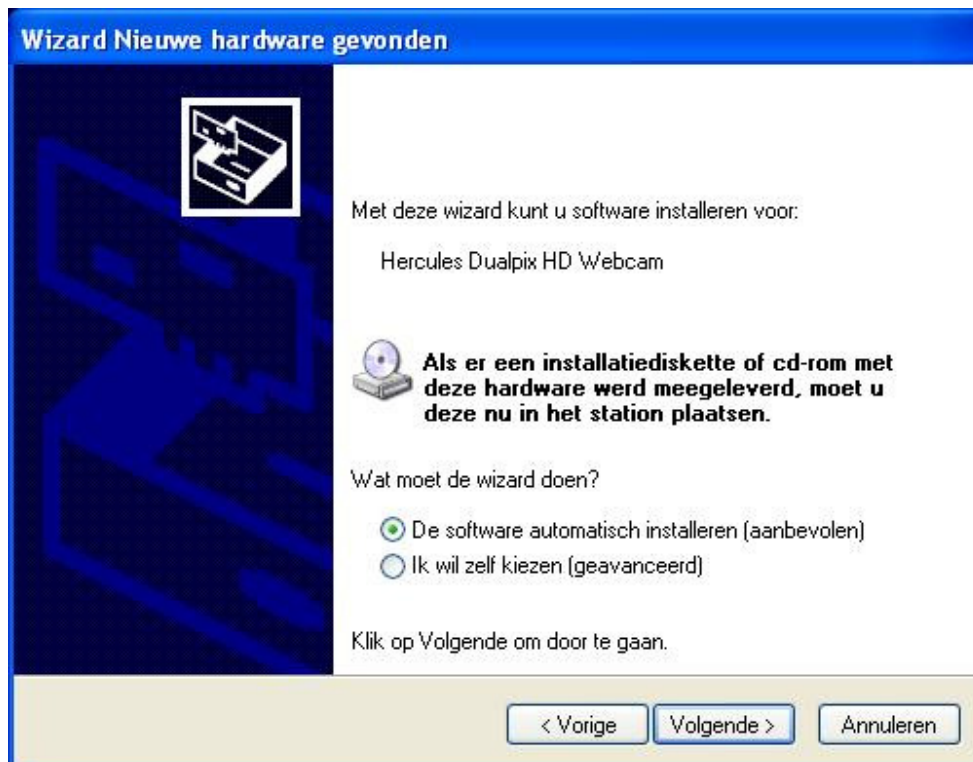 Wizard Nieuwe hardware gevonden
Met deze wizard kunt u software installeren voor:
Hercules Dualpix HD Webcam
Als er een installatiediskette of cd-rom met
deze hardware werd meegeleverd, moet u
deze nu in het station plaatsen.
Wat moet de wizard doen?
De software automatisch installeren (aanbevolen)
Ik wil zelf kiezen (geavanceerd)
Klik op Volgende om door te gaan.
< Vorige
Volgende >
Annuleren